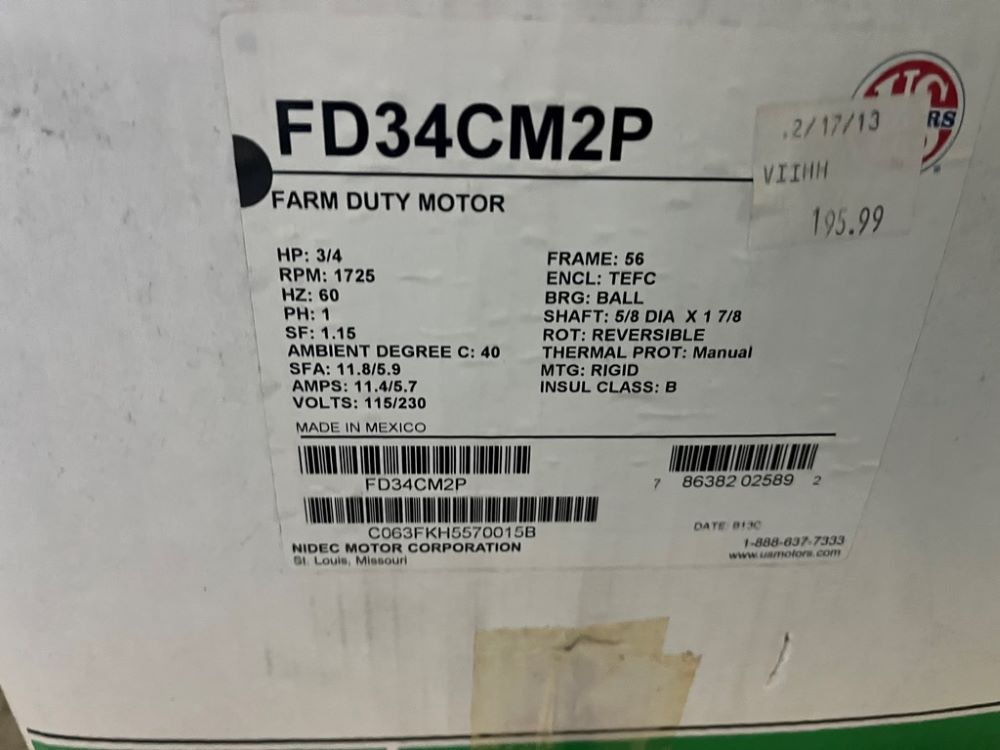 FD34CM2P
FARM DUTY MOTOR
US
RS
.2/17/13
VIIHH
195.99
HP: 3/4
RPM: 1725
HZ: 60
PH: 1
SF: 1.15
AMBIENT DEGREE C: 40
SFA: 11.8/5.9
AMPS: 11.4/5.7
VOLTS: 115/230
FRAME: 56
ENCL: TEFC
BRG: BALL
SHAFT: 5/8 DIA X 1 7/8
ROT: REVERSIBLE
THERMAL PROT: Manual
MTG: RIGID
INSUL CLASS: B
MADE IN MEXICO
FD34CM2P
7 86382 02589 2
C063FKH5570015B
NIDEC MOTOR CORPORATION
St. Louis, Missouri
DATE: B13C
1-888-637-7333
www.usmotors.com